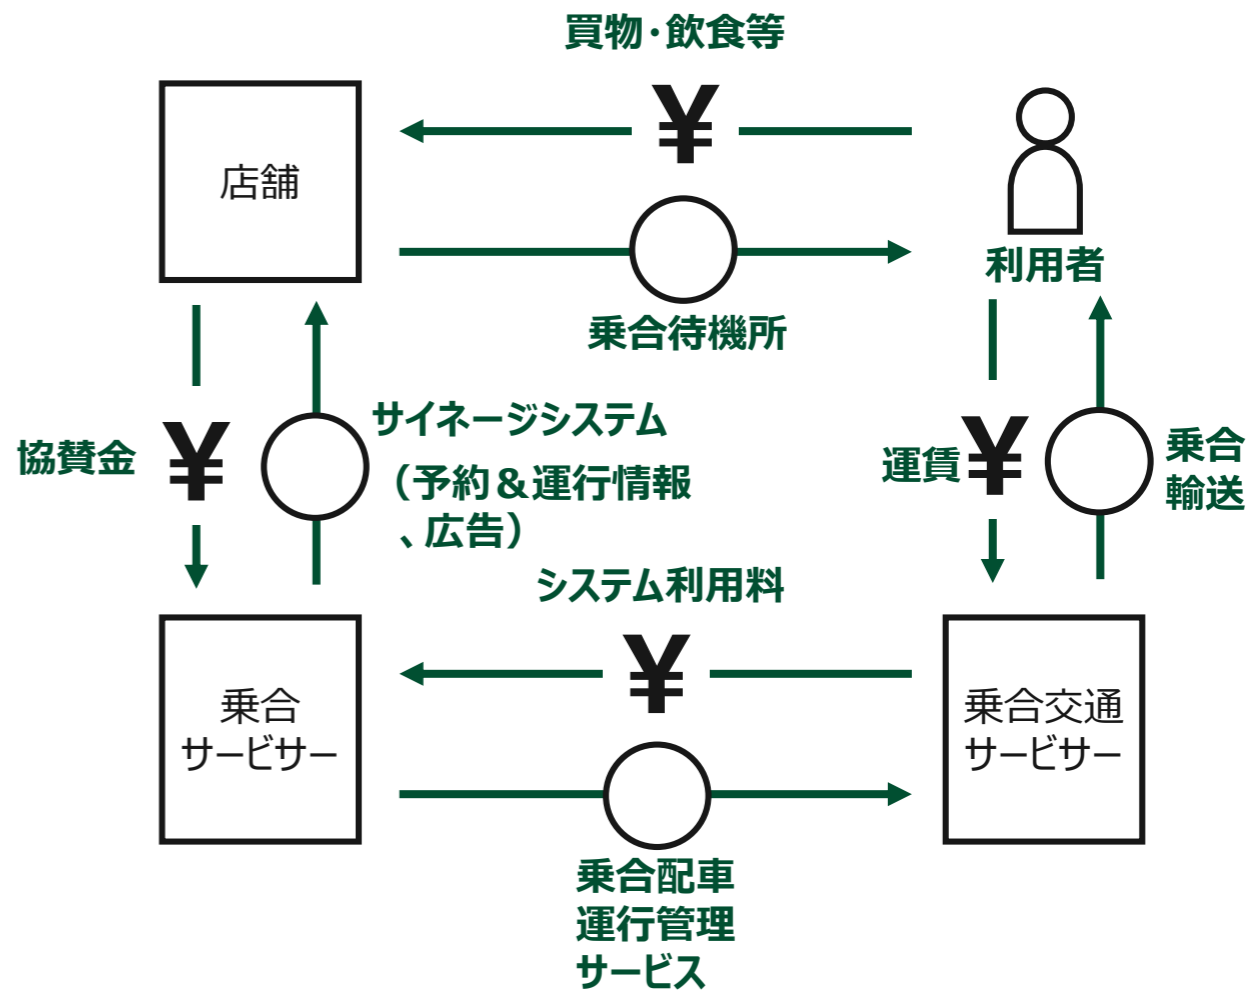 買物・飲食等
¥
店舗
利用者
乗合待機所
協賛金
¥
サイネージシステム
（予約＆運行情報
、広告）
運賃
¥
乗合
輸送
システム利用料
¥
乗合
サービサー
乗合交通
サービサー
乗合配車
運行管理
サービス